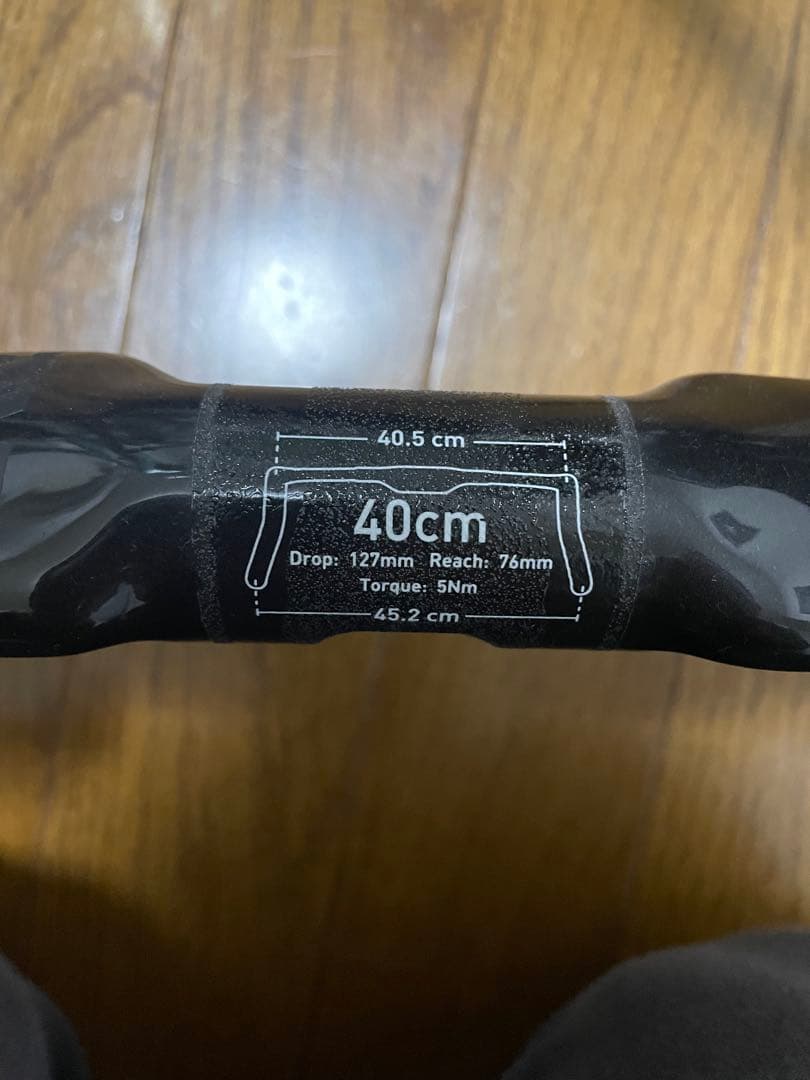 40.5 cm
40cm
Drop: 127mm Reach: 76mm
Torque: 5Nm
45.2 cm